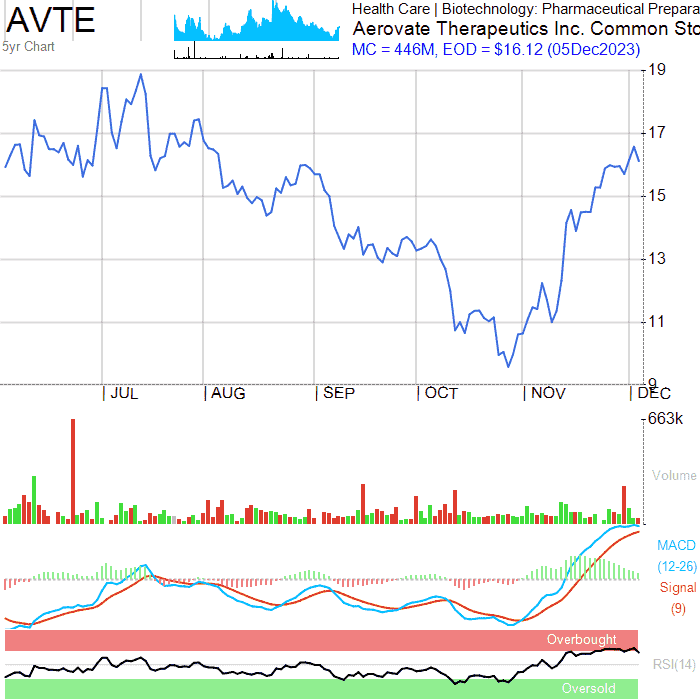 AVTE
5yr Chart
Health Care | Biotechnology: Pharmaceutical Prepara
Aerovate Therapeutics Inc. Common Sto
MC = 446M, EOD = $16.12 (05Dec2023)
19
17
15
13
11
9
| JUL | AUG | SEP | OCT | NOV | DEC
663k
Volume
MACD
(12-26)
Signal
(9)
Overbought
RSI(14)
Oversold